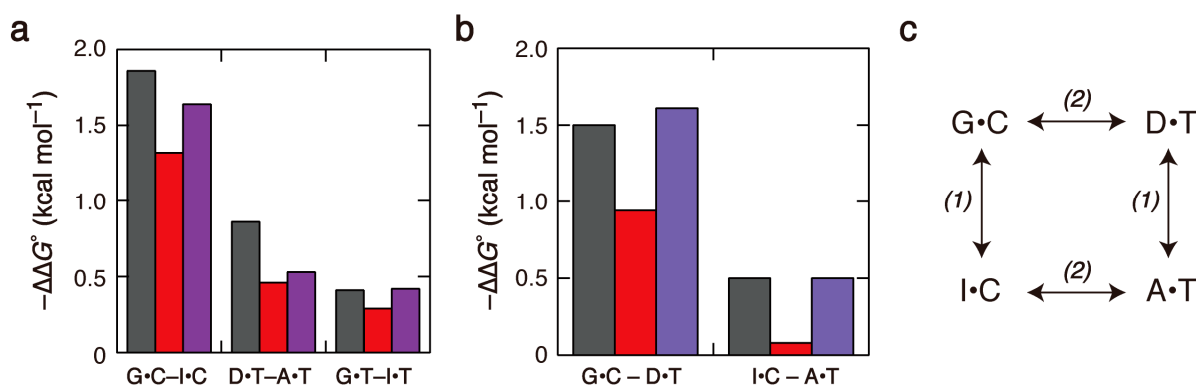 a
−ΔΔG° (kcal mol−1)
2.0
1.5
1.0
0.5
0
G•C–I•C D•T–A•T G•T–I•T
b
−ΔΔG° (kcal mol−1)
2.0
1.5
1.0
0.5
0
G•C – D•T I•C – A•T
c
G•C (2) D•T
(1) (1)
I•C (2) A•T